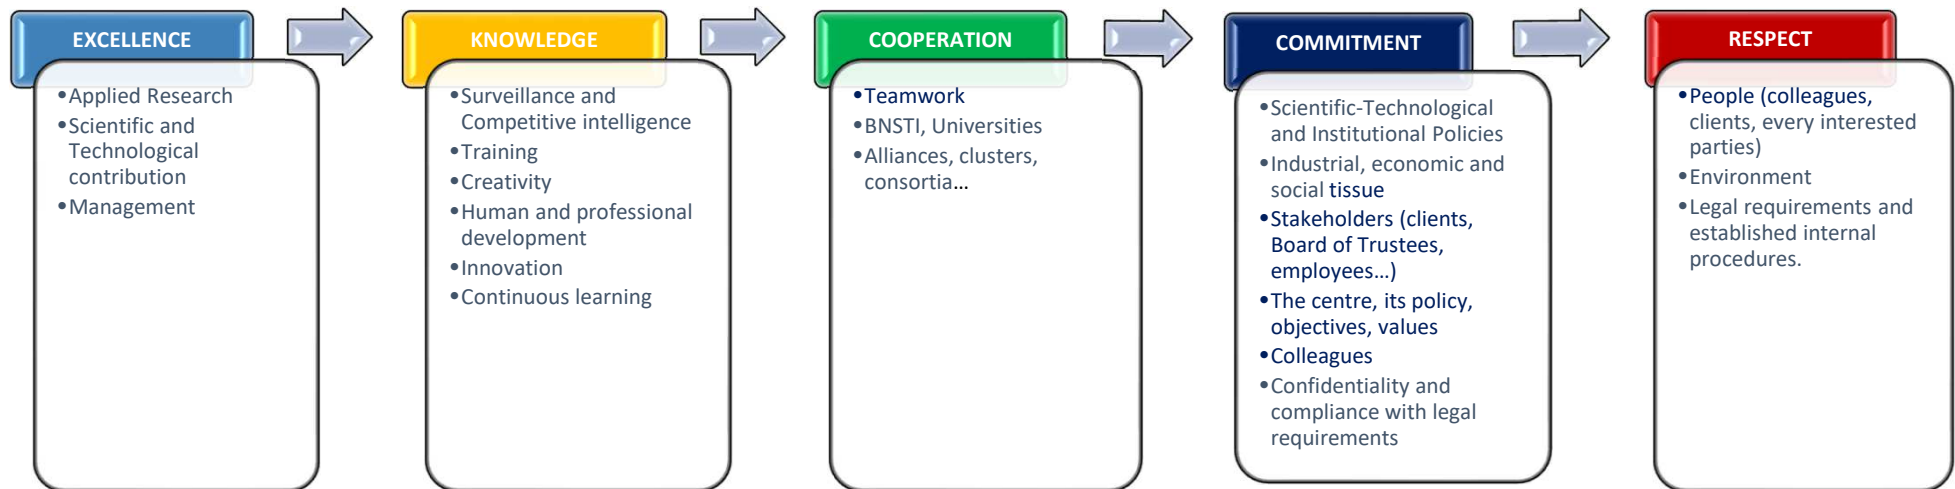 EXCELLENCE
•Applied Research
•Scientific and
Technological
contribution
•Management
KNOWLEDGE
•Surveillance and
Competitive intelligence
•Training
•Creativity
•Human and professional
development
•Innovation
•Continuous learning
COOPERATION
•Teamwork
•BNSTI, Universities
•Alliances, clusters,
consortia…
COMMITMENT
•Scientific-Technological
and Institutional Policies
•Industrial, economic and
social tissue
•Stakeholders (clients,
Board of Trustees,
employees…)
•The centre, its policy,
objectives, values
•Colleagues
•Confidentiality and
compliance with legal
requirements
RESPECT
•People (colleagues,
clients, every interested
parties)
•Environment
•Legal requirements and
established internal
procedures.